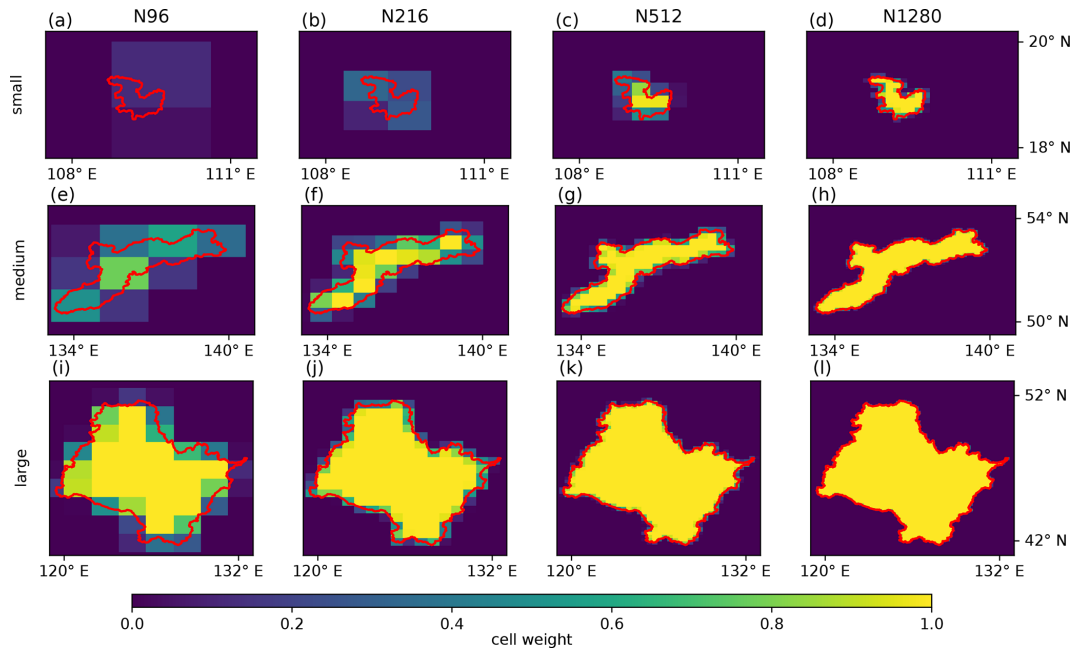 (a) N96 (b) N216 (c) N512 (d) N1280
small
20° N
18° N
108° E 111° E 108° E 111° E 108° E 111° E 108° E 111° E
(e) (f) (g) (h)
medium
54° N
50° N
134° E 140° E 134° E 140° E 134° E 140° E 134° E 140° E
(i) (j) (k) (l)
large
52° N
42° N
120° E 132° E 120° E 132° E 120° E 132° E 120° E 132° E
0.0 0.2 0.4 0.6 0.8 1.0
cell weight